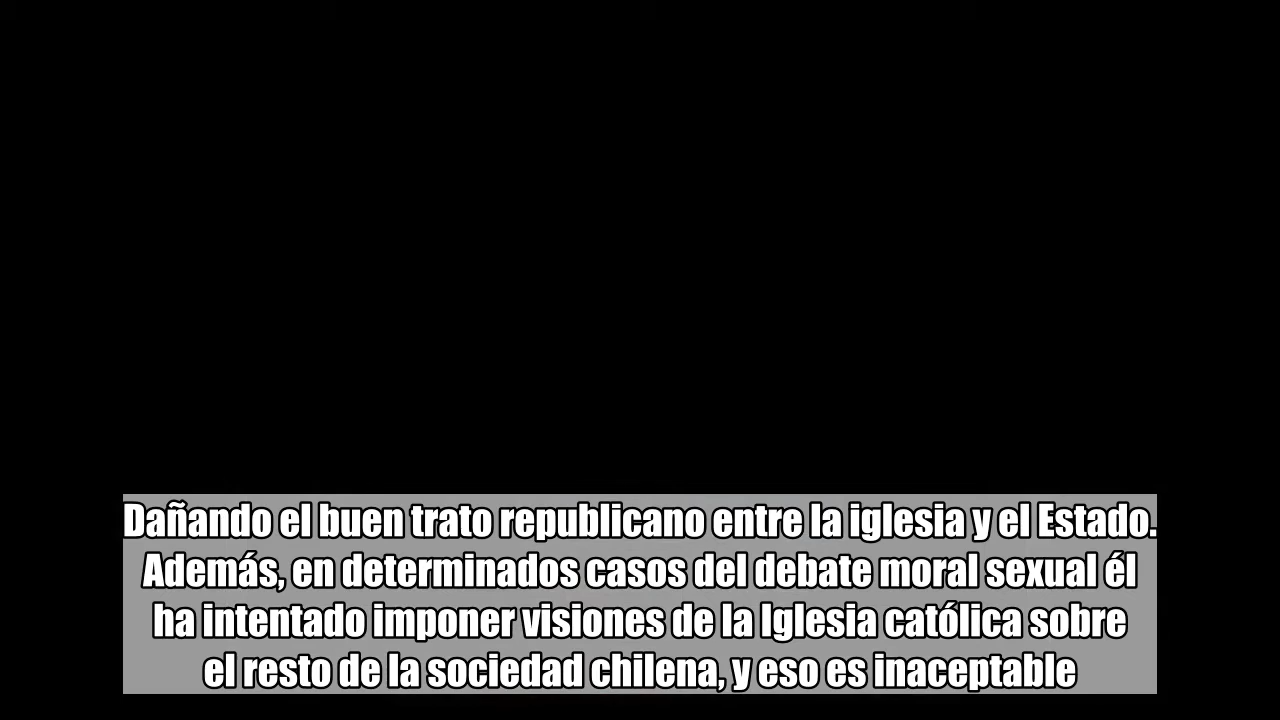 Dañando el buen trato republicano entre la iglesia y el Estado.
Además, en determinados casos del debate moral sexual él
ha intentado imponer visiones de la Iglesia católica sobre
el resto de la sociedad chilena, y eso es inaceptable